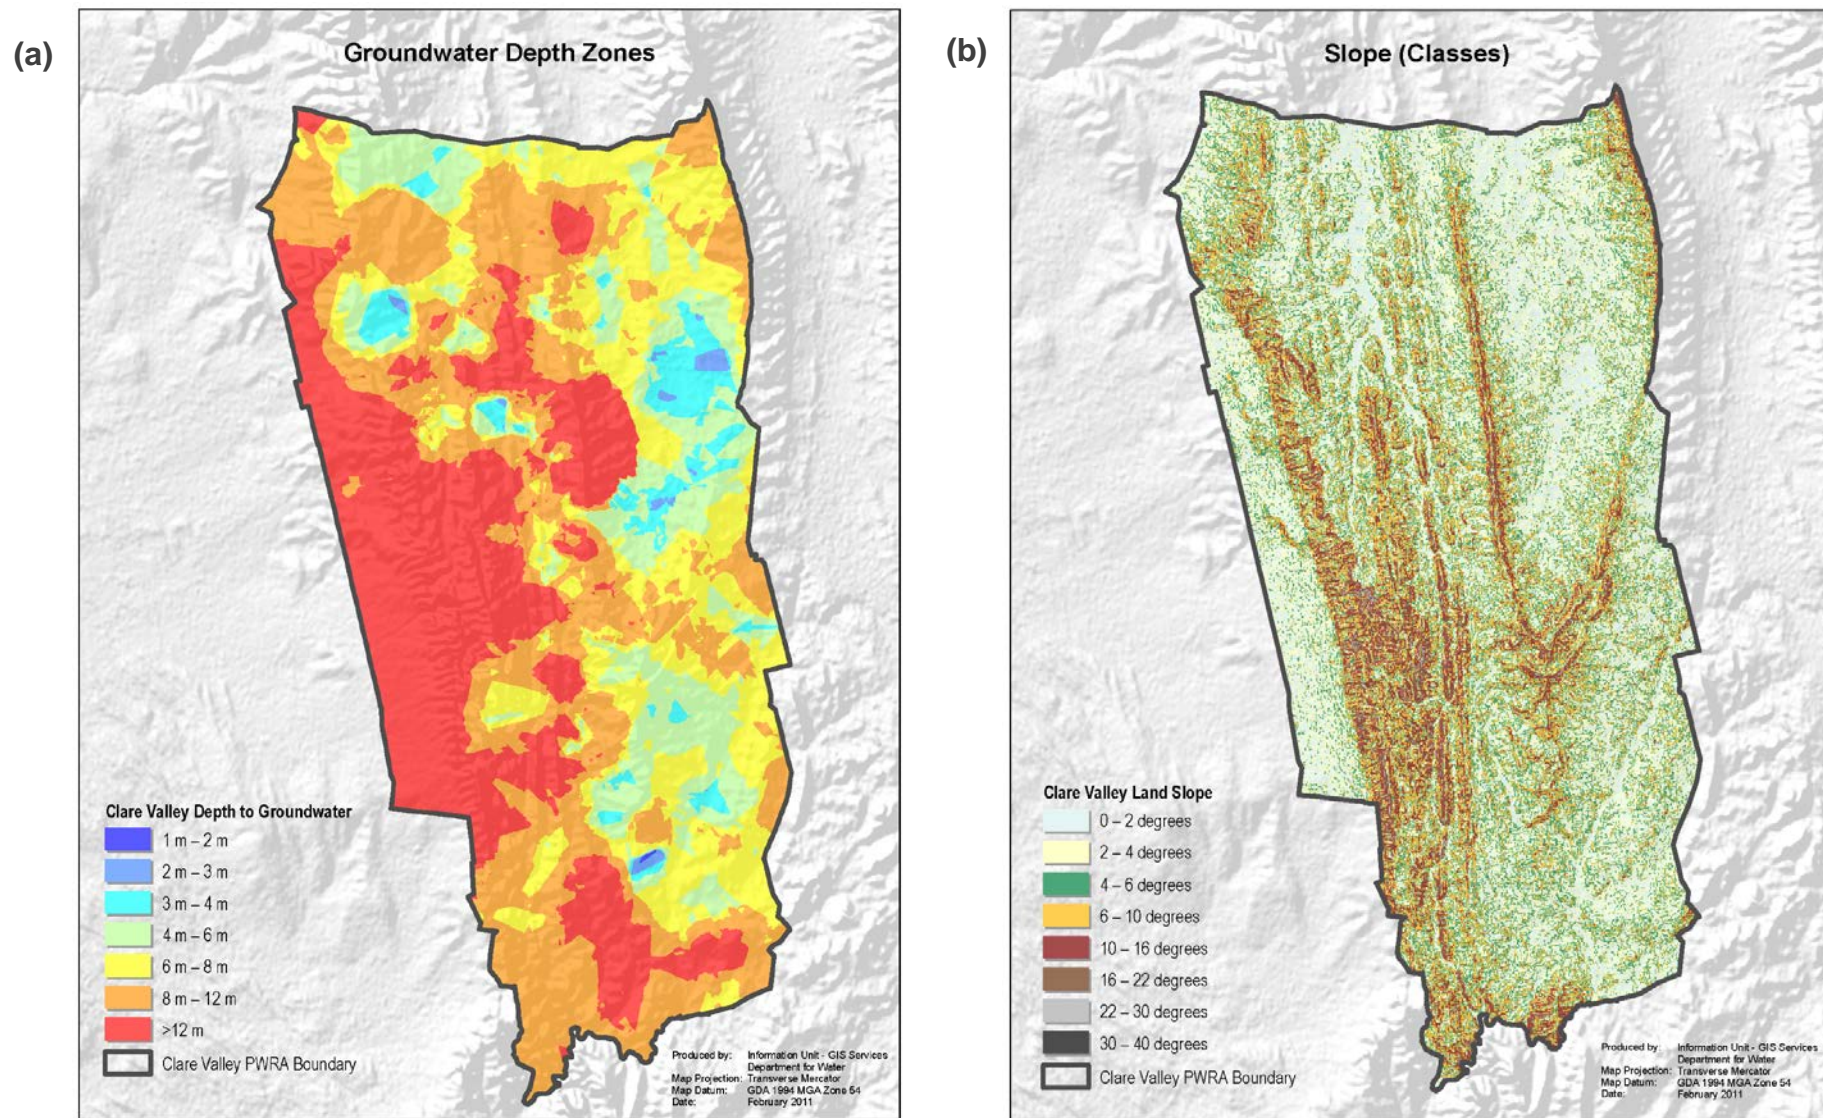 (a)
Groundwater Depth Zones
Clare Valley Depth to Groundwater
1 m – 2 m
2 m – 3 m
3 m – 4 m
4 m – 6 m
6 m – 8 m
8 m – 12 m
>12 m
Clare Valley PWRA Boundary
Produced by: Information Unit - GIS Services
Department for Water
Map Projection: Transverse Mercator
Map Datum: GDA 1994 MGA Zone 54
Date: February 2011
(b)
Slope (Classes)
Clare Valley Land Slope
0 – 2 degrees
2 – 4 degrees
4 – 6 degrees
6 – 10 degrees
10 – 16 degrees
16 – 22 degrees
22 – 30 degrees
30 – 40 degrees
Clare Valley PWRA Boundary
Produced by: Information Unit - GIS Services
Department for Water
Map Projection: Transverse Mercator
Map Datum: GDA 1994 MGA Zone 54
Date: February 2011